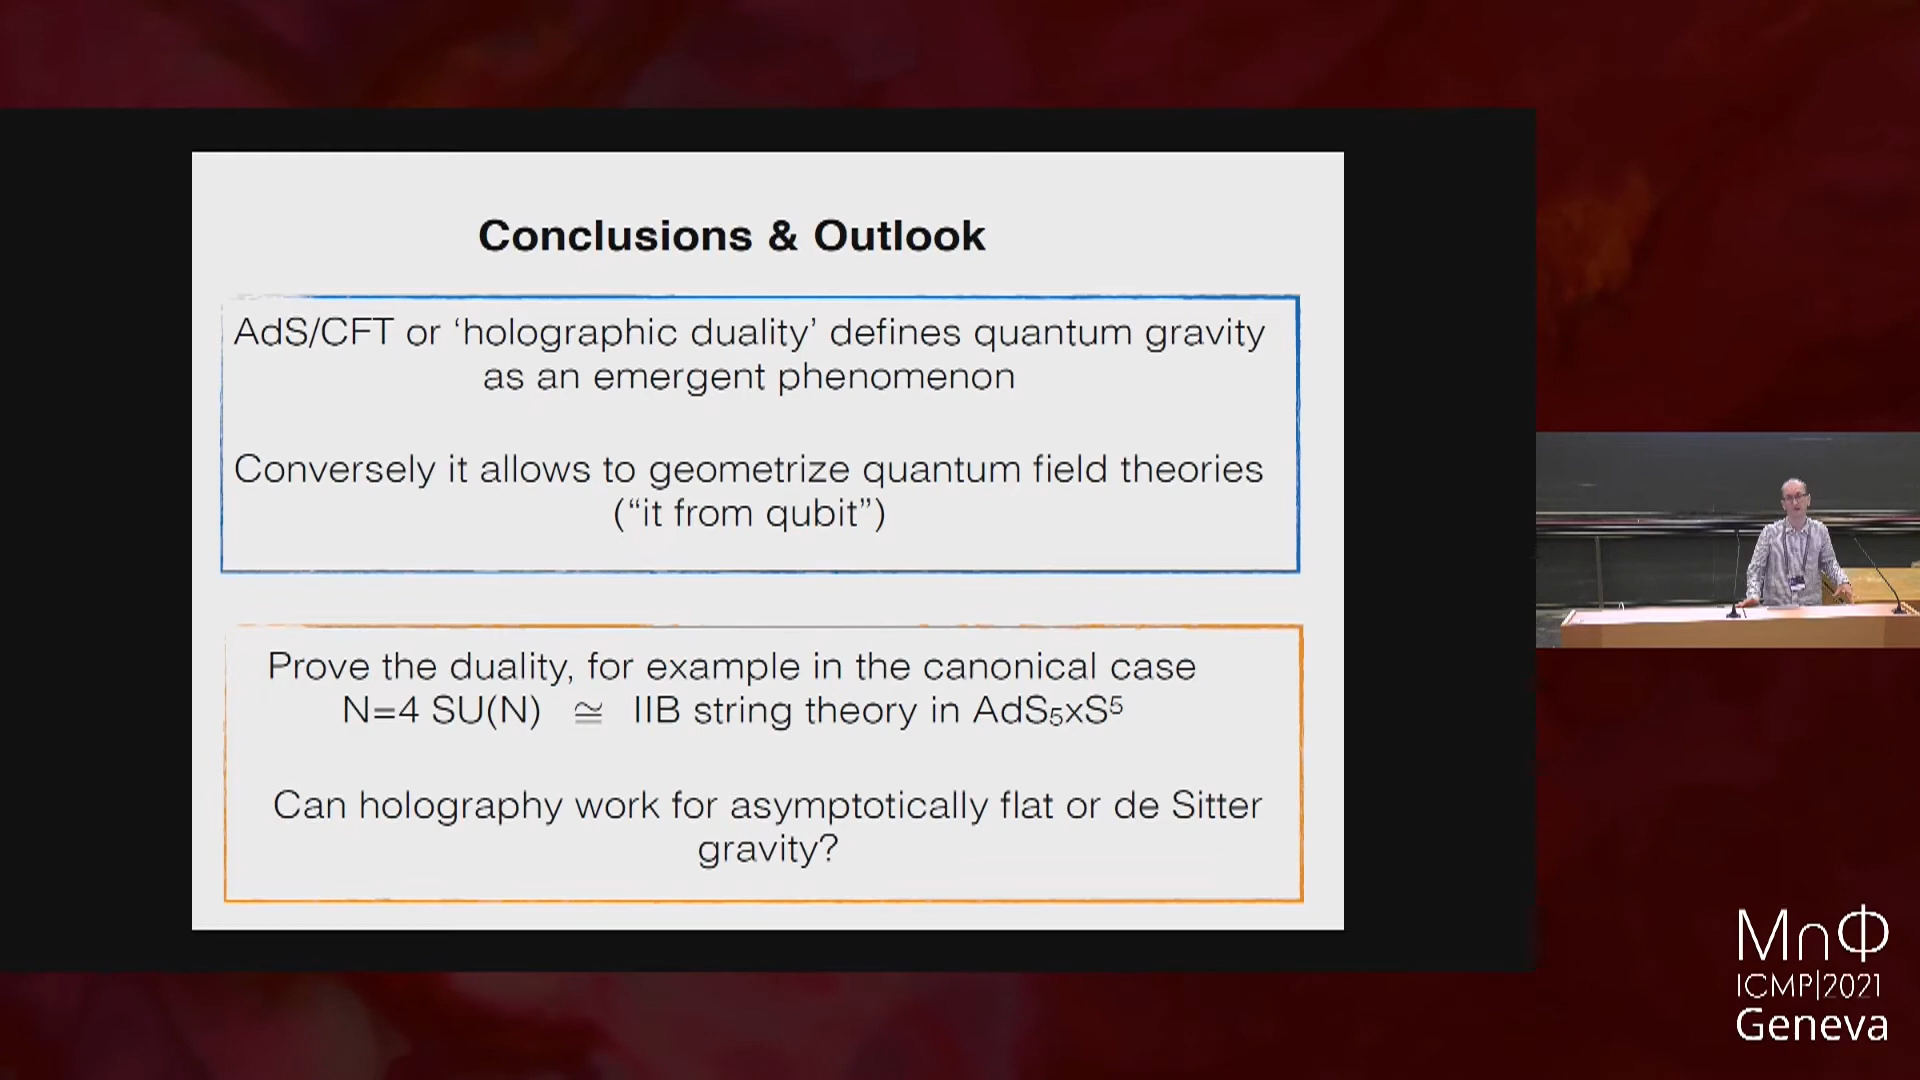 Conclusions & Outlook
AdS/CFT or ‘holographic duality’ defines quantum gravity
as an emergent phenomenon
Conversely it allows to geometrize quantum field theories
(“it from qubit”)
Prove the duality, for example in the canonical case
N=4 SU(N) ≅ IIB string theory in AdS₅xS⁵
Can holography work for asymptotically flat or de Sitter
gravity?
M∩Φ
ICMP|2021
Geneva